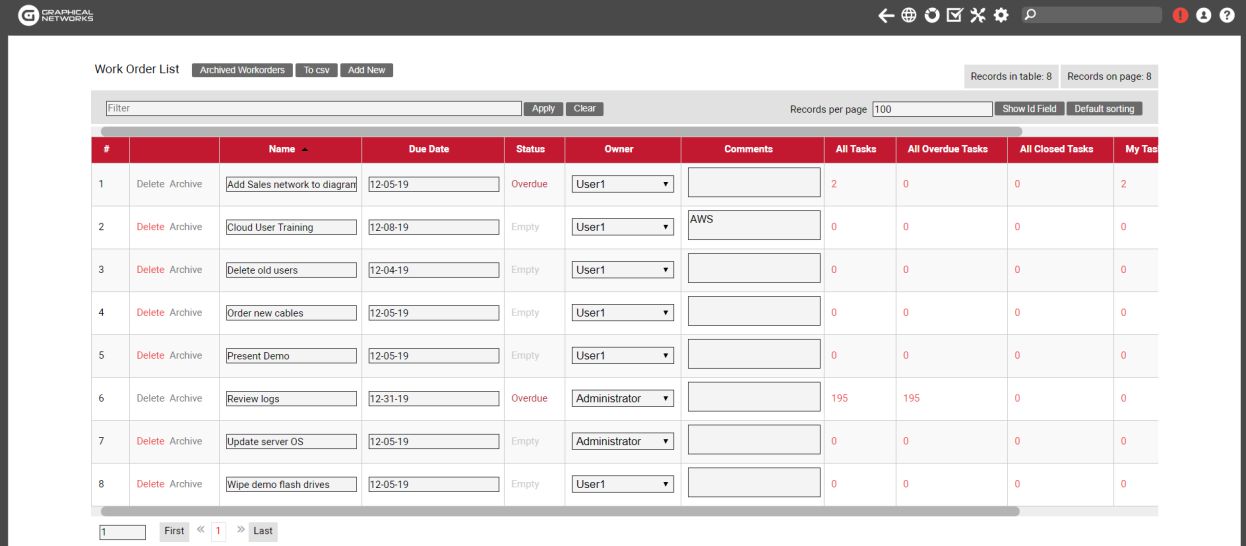 GRAPHICAL
NETWORKS
Work Order List Archived Workorders To csv Add New
Records in table: 8 Records on page: 8
Filter Apply Clear Records per page 100 Show Id Field Default sorting
# Name Due Date Status Owner Comments All Tasks All Overdue Tasks All Closed Tasks My Tas
1 Delete Archive Add Sales network to diagran 12-05-19 Overdue User1 2 0 0 2
2 Delete Archive Cloud User Training 12-08-19 Empty User1 AWS 0 0 0 0
3 Delete Archive Delete old users 12-04-19 Empty User1 0 0 0 0
4 Delete Archive Order new cables 12-05-19 Empty User1 0 0 0 0
5 Delete Archive Present Demo 12-05-19 Empty User1 0 0 0 0
6 Delete Archive Review logs 12-31-19 Overdue Administrator 195 195 0 0
7 Delete Archive Update server OS 12-05-19 Empty Administrator 0 0 0 0
8 Delete Archive Wipe demo flash drives 12-05-19 Empty User1 0 0 0 0
1 First « 1 » Last